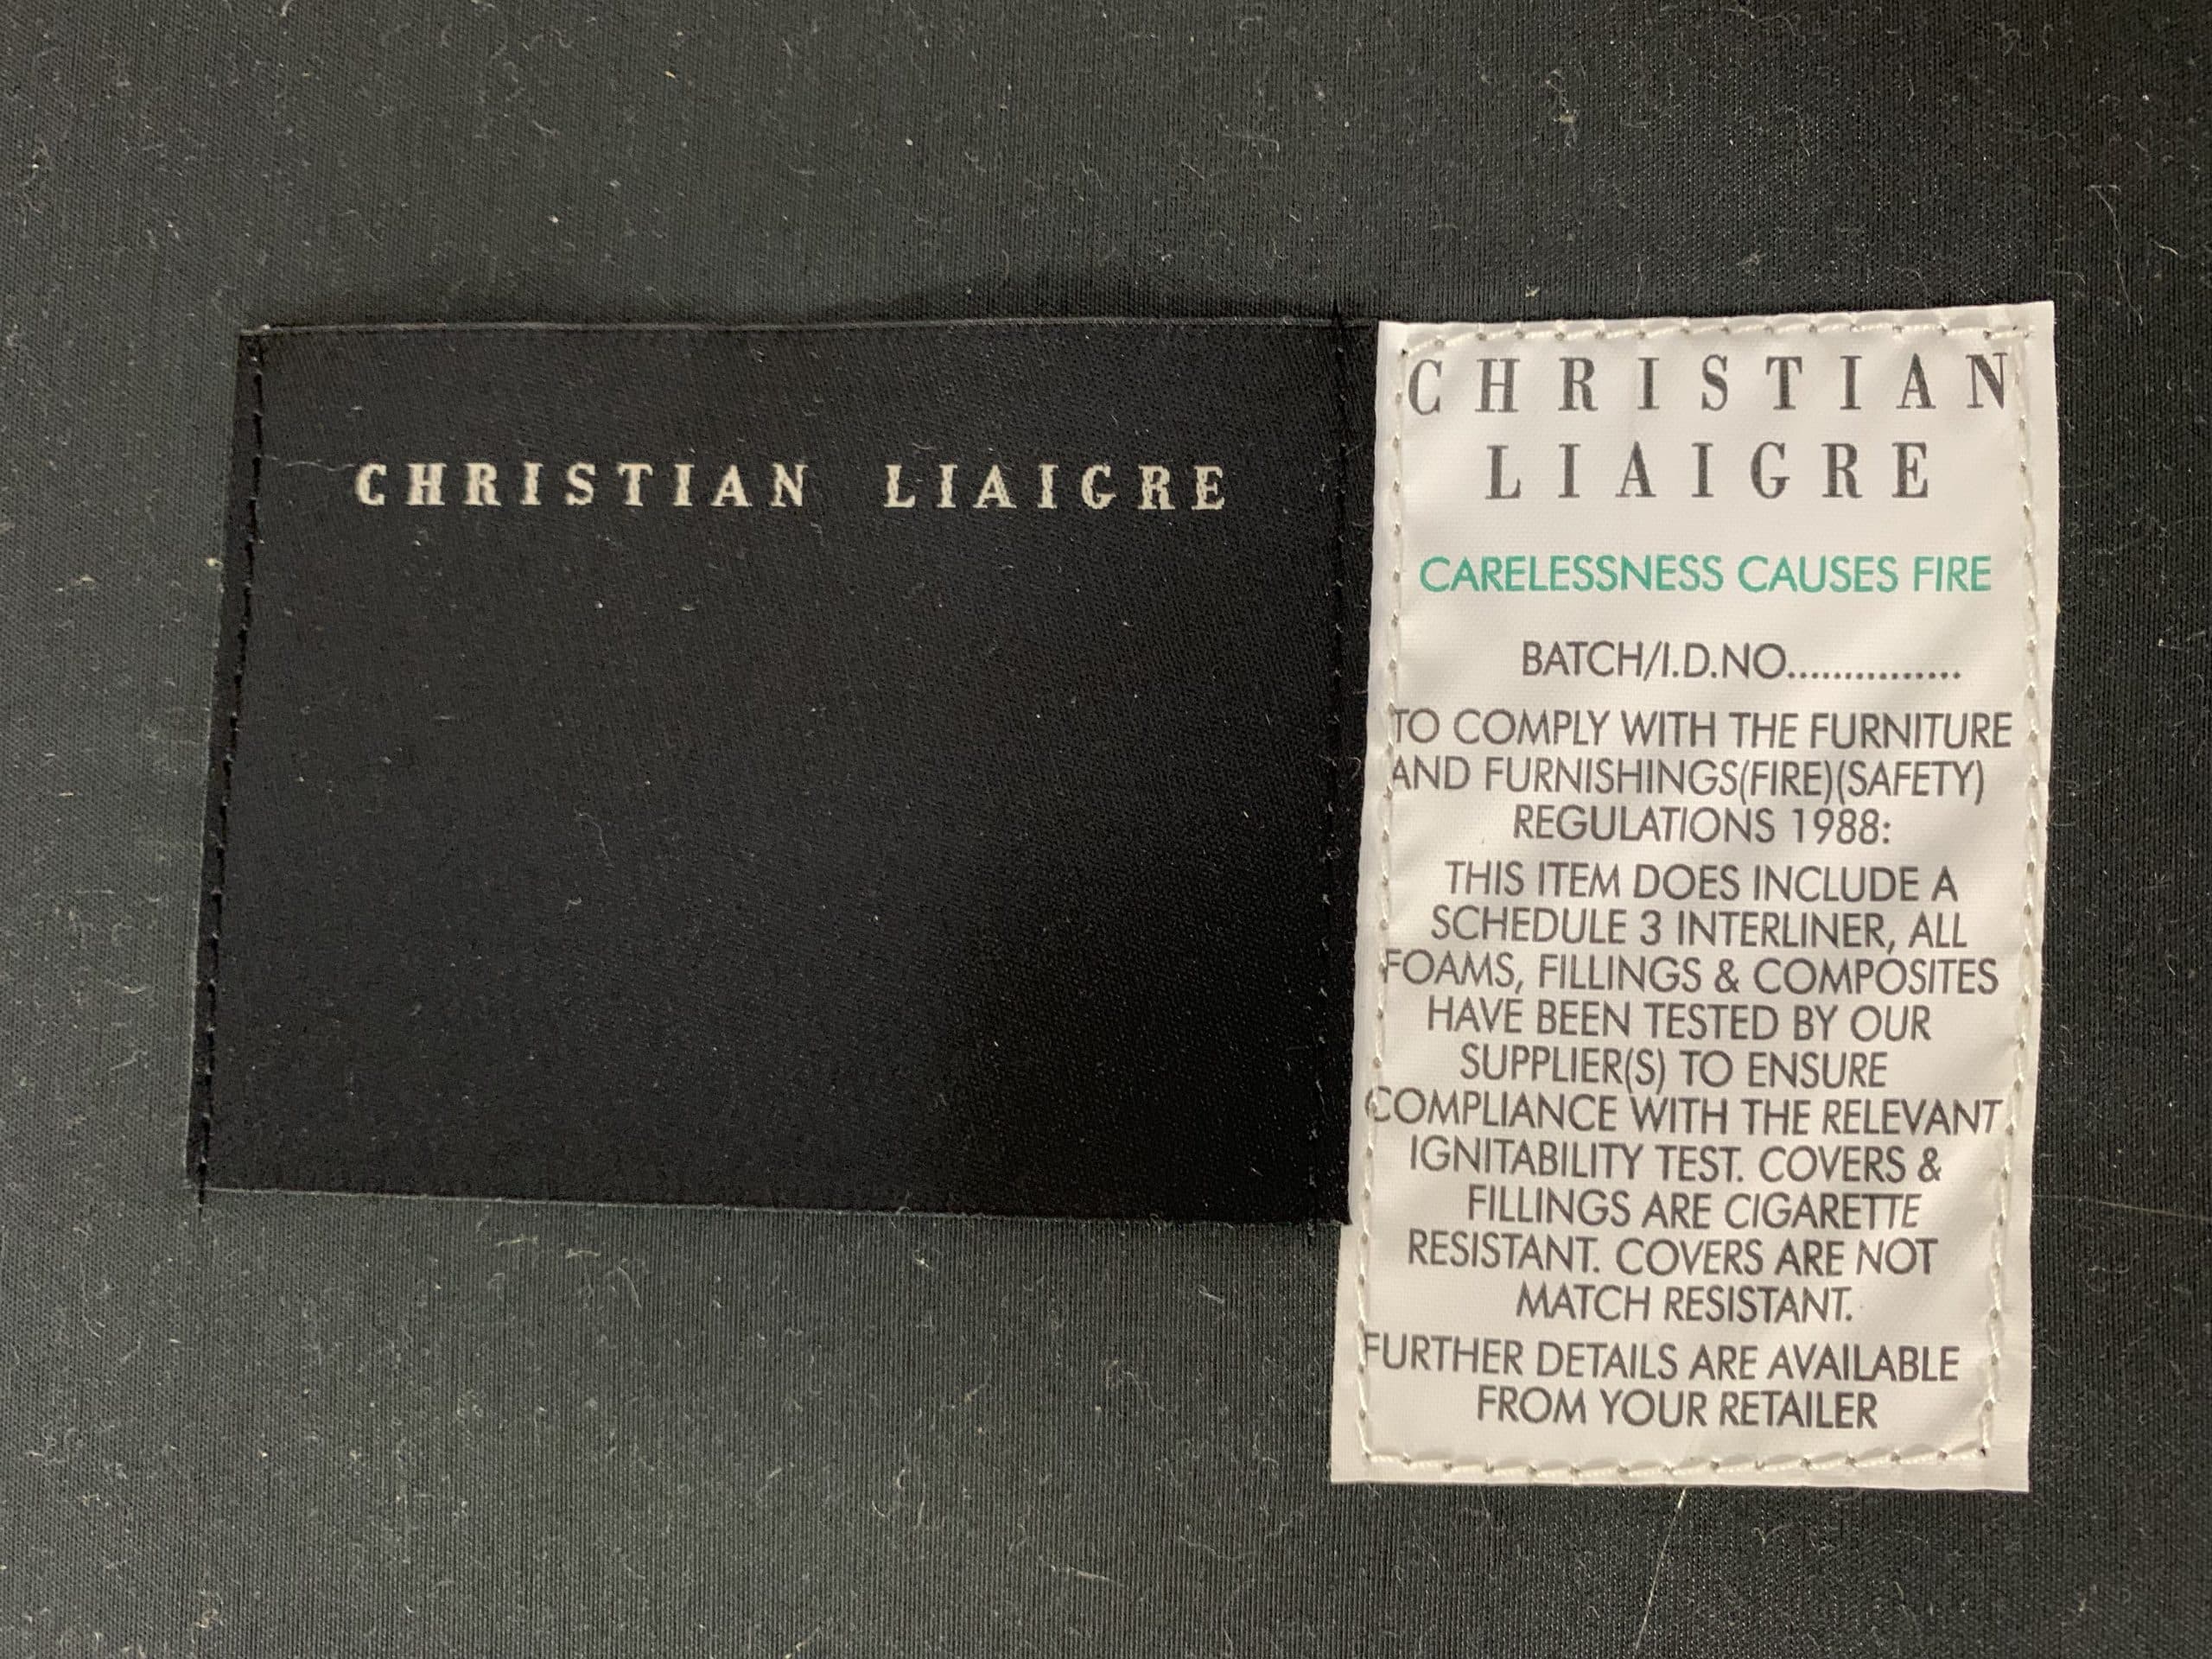 CHRISTIAN LIAIGRE
CHRISTIAN
LIAIGRE
CARELESSNESS CAUSES FIRE
BATCH/I.D.NO...............
TO COMPLY WITH THE FURNITURE
AND FURNISHINGS(FIRE)(SAFETY)
REGULATIONS 1988:
THIS ITEM DOES INCLUDE A
SCHEDULE 3 INTERLINER, ALL
FOAMS, FILLINGS & COMPOSITES
HAVE BEEN TESTED BY OUR
SUPPLIER(S) TO ENSURE
COMPLIANCE WITH THE RELEVANT
IGNITABILITY TEST. COVERS &
FILLINGS ARE CIGARETTE
RESISTANT. COVERS ARE NOT
MATCH RESISTANT.
FURTHER DETAILS ARE AVAILABLE
FROM YOUR RETAILER